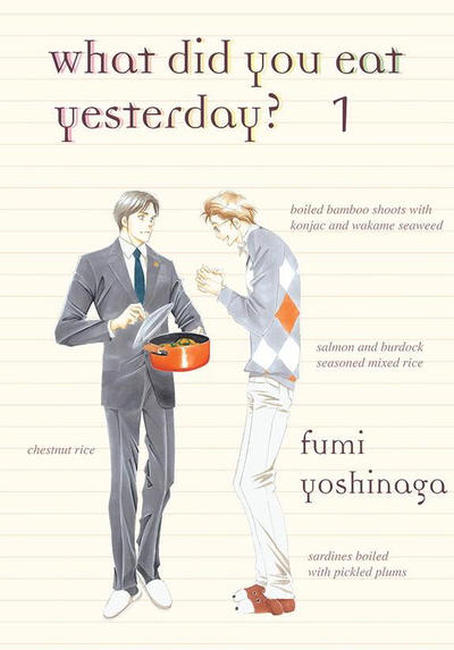 what did you eat
yesterday? 1
boiled bamboo shoots with
konjac and wakame seaweed
salmon and burdock
seasoned mixed rice
chestnut rice
fumi
yoshinaga
sardines boiled
with pickled plums